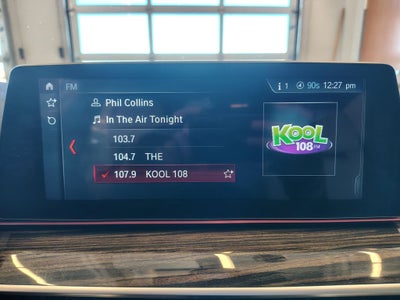 FM
1 90s 12:27 pm
Phil Collins
In The Air Tonight
103.7
104.7 THE
107.9 KOOL 108
KOOL
108 FM